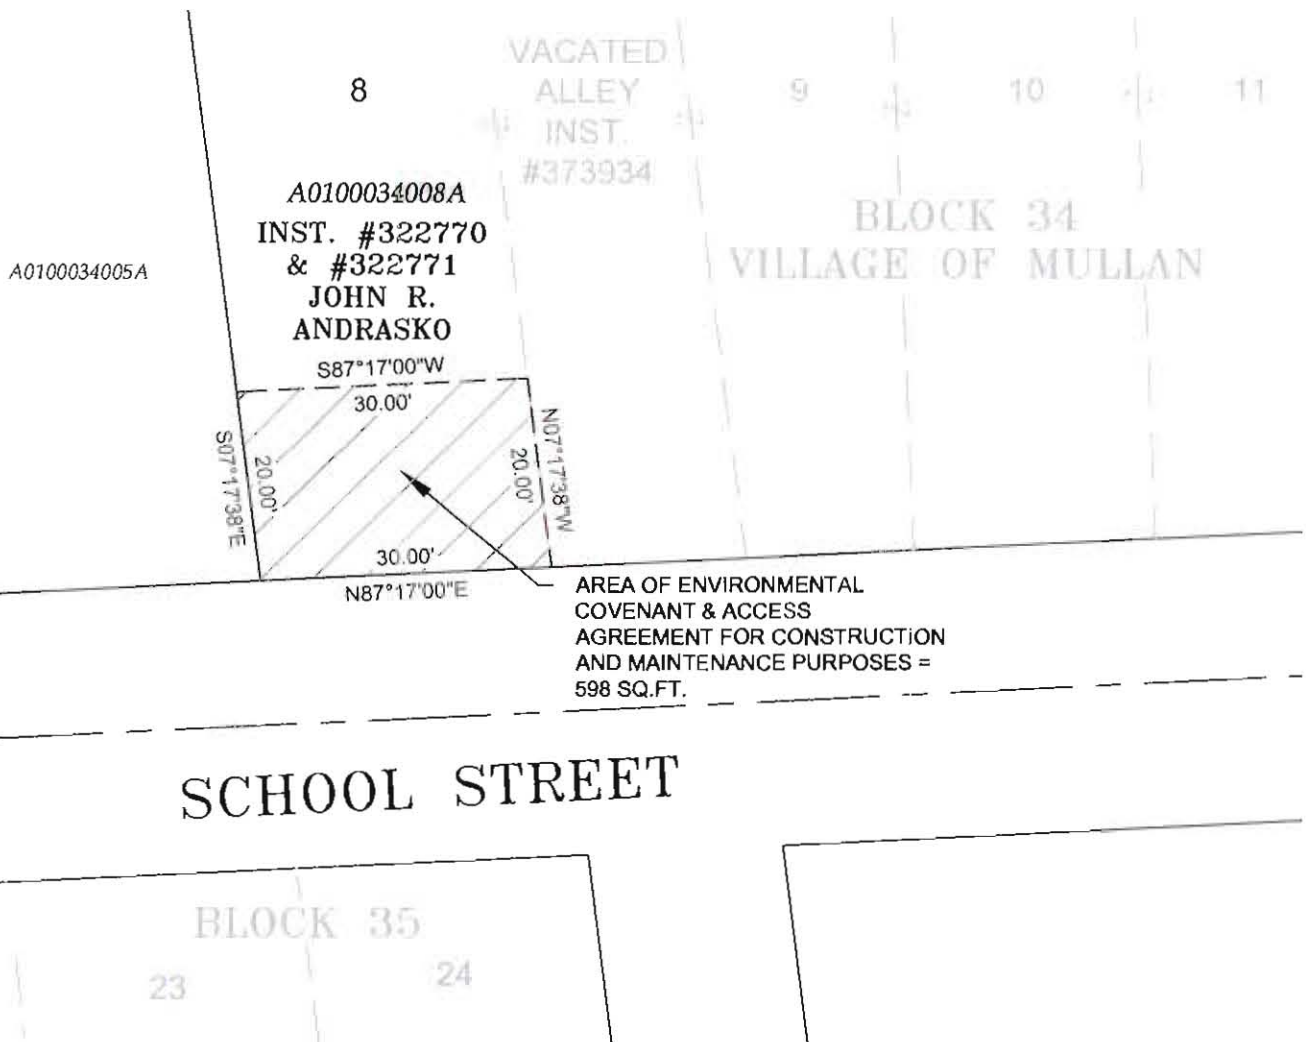 8
VACATED
ALLEY
INST.
#373934
9
10
11
A0100034008A
INST. #322770
& #322771
JOHN R.
ANDRASKO
BLOCK 34
VILLAGE OF MULLAN
A0100034005A
S87°17'00"W
30.00'
S07°17'38"E
20.00'
20.00'
N07°17'38"W
30.00'
N87°17'00"E
AREA OF ENVIRONMENTAL
COVENANT & ACCESS
AGREEMENT FOR CONSTRUCTION
AND MAINTENANCE PURPOSES =
598 SQ.FT.
SCHOOL STREET
BLOCK 35
23
24